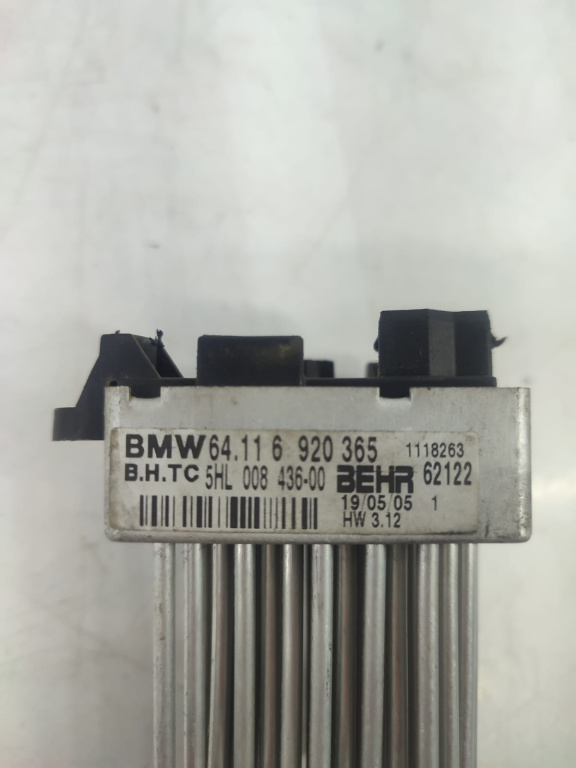 BMW 64.11 6 920 365 1118263
B.H.TC 5HL 008 436-00 BEHR 62122
19/05/05 1
HW 3.12